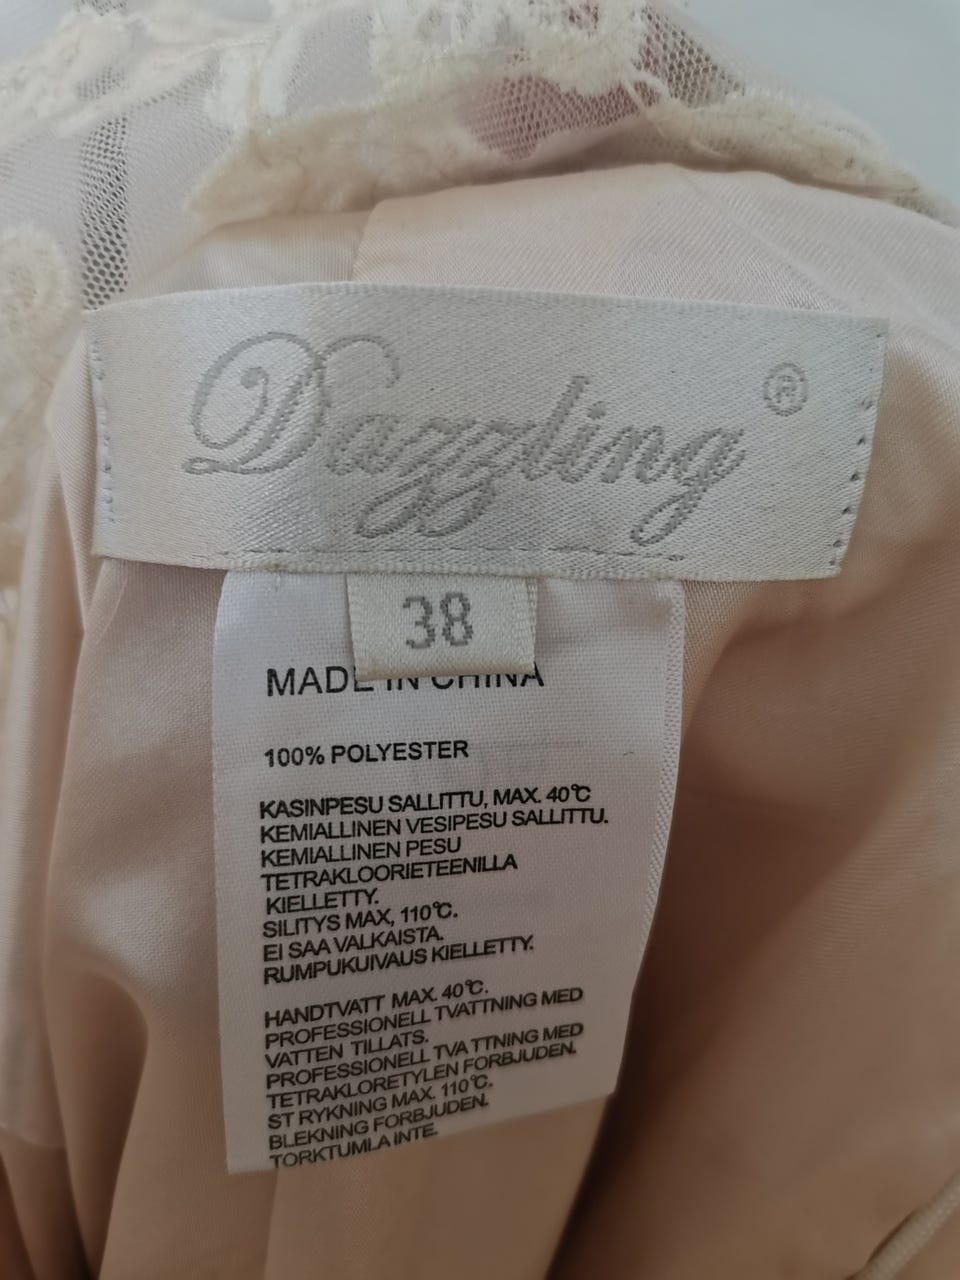 Dazzling ®
38
MADE IN CHINA
100% POLYESTER
KASINPESU SALLITTU, MAX. 40℃
KEMIALLINEN VESIPESU SALLITTU.
KEMIALLINEN PESU
TETRAKLOORIETEENILLA
KIELLETTY.
SILITYS MAX, 110℃.
EI SAA VALKAISTA.
RUMPUKUIVAUS KIELLETTY.
HANDTVATT MAX. 40℃.
PROFESSIONELL TVATTNING MED
VATTEN TILLATS.
PROFESSIONELL TVA TTNING MED
TETRAKLORETYLEN FORBJUDEN.
ST RYKNING MAX. 110℃.
BLEKNING FORBJUDEN.
TORKTUMLA INTE.